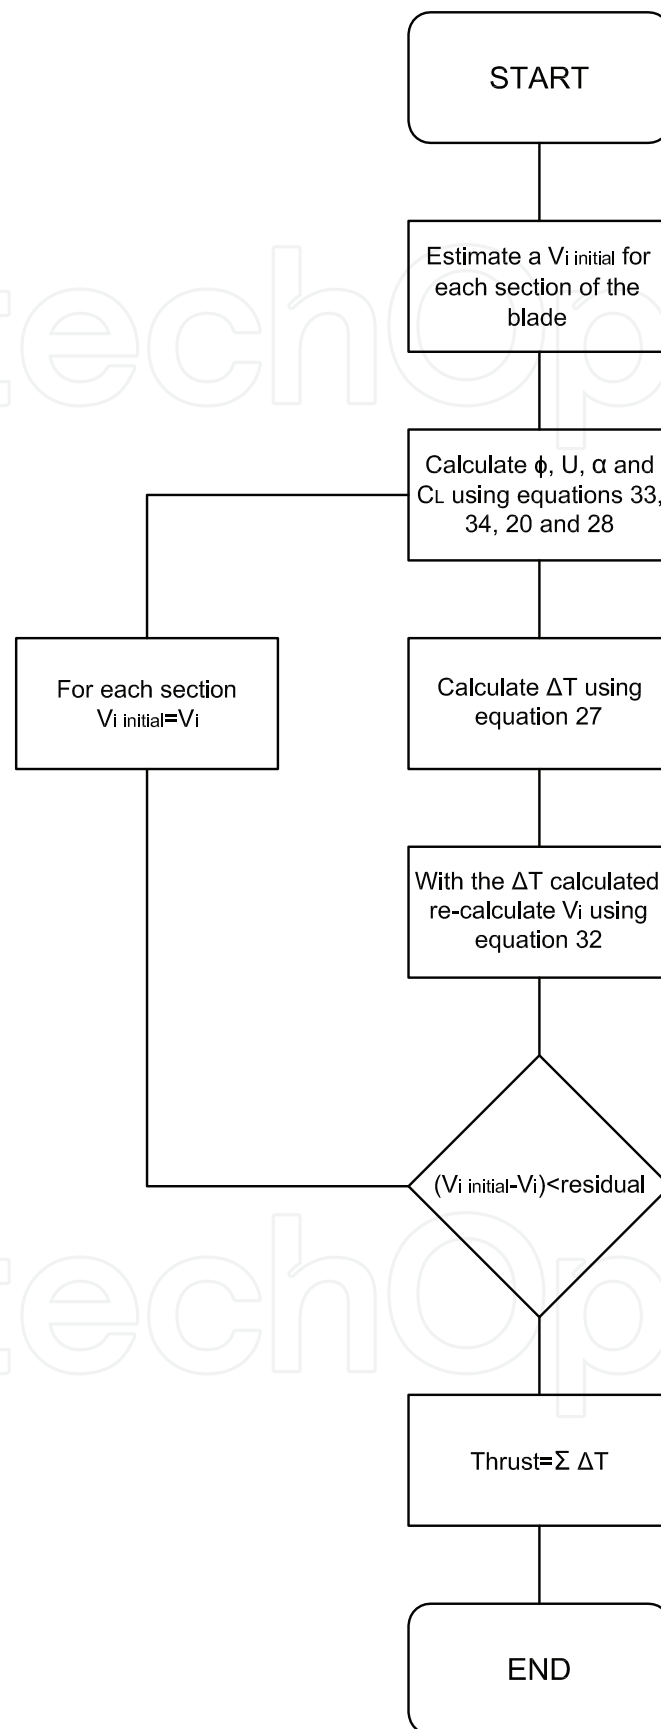 START
Estimate a Vi initial for
each section of the
blade
Calculate ϕ, U, α and
CL using equations 33,
34, 20 and 28
For each section
Vi initial=Vi
Calculate ΔT using
equation 27
With the ΔT calculated
re-calculate Vi using
equation 32
(Vi initial-Vi)<residual
Thrust=Σ ΔT
END